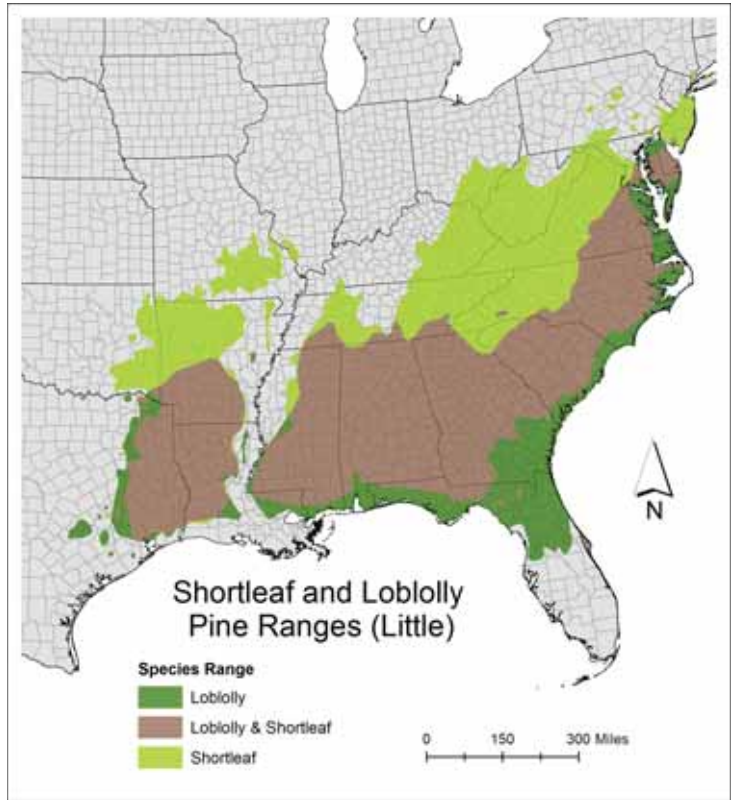 N
Shortleaf and Loblolly
Pine Ranges (Little)
Species Range
Loblolly
Loblolly & Shortleaf
Shortleaf
0 150 300 Miles